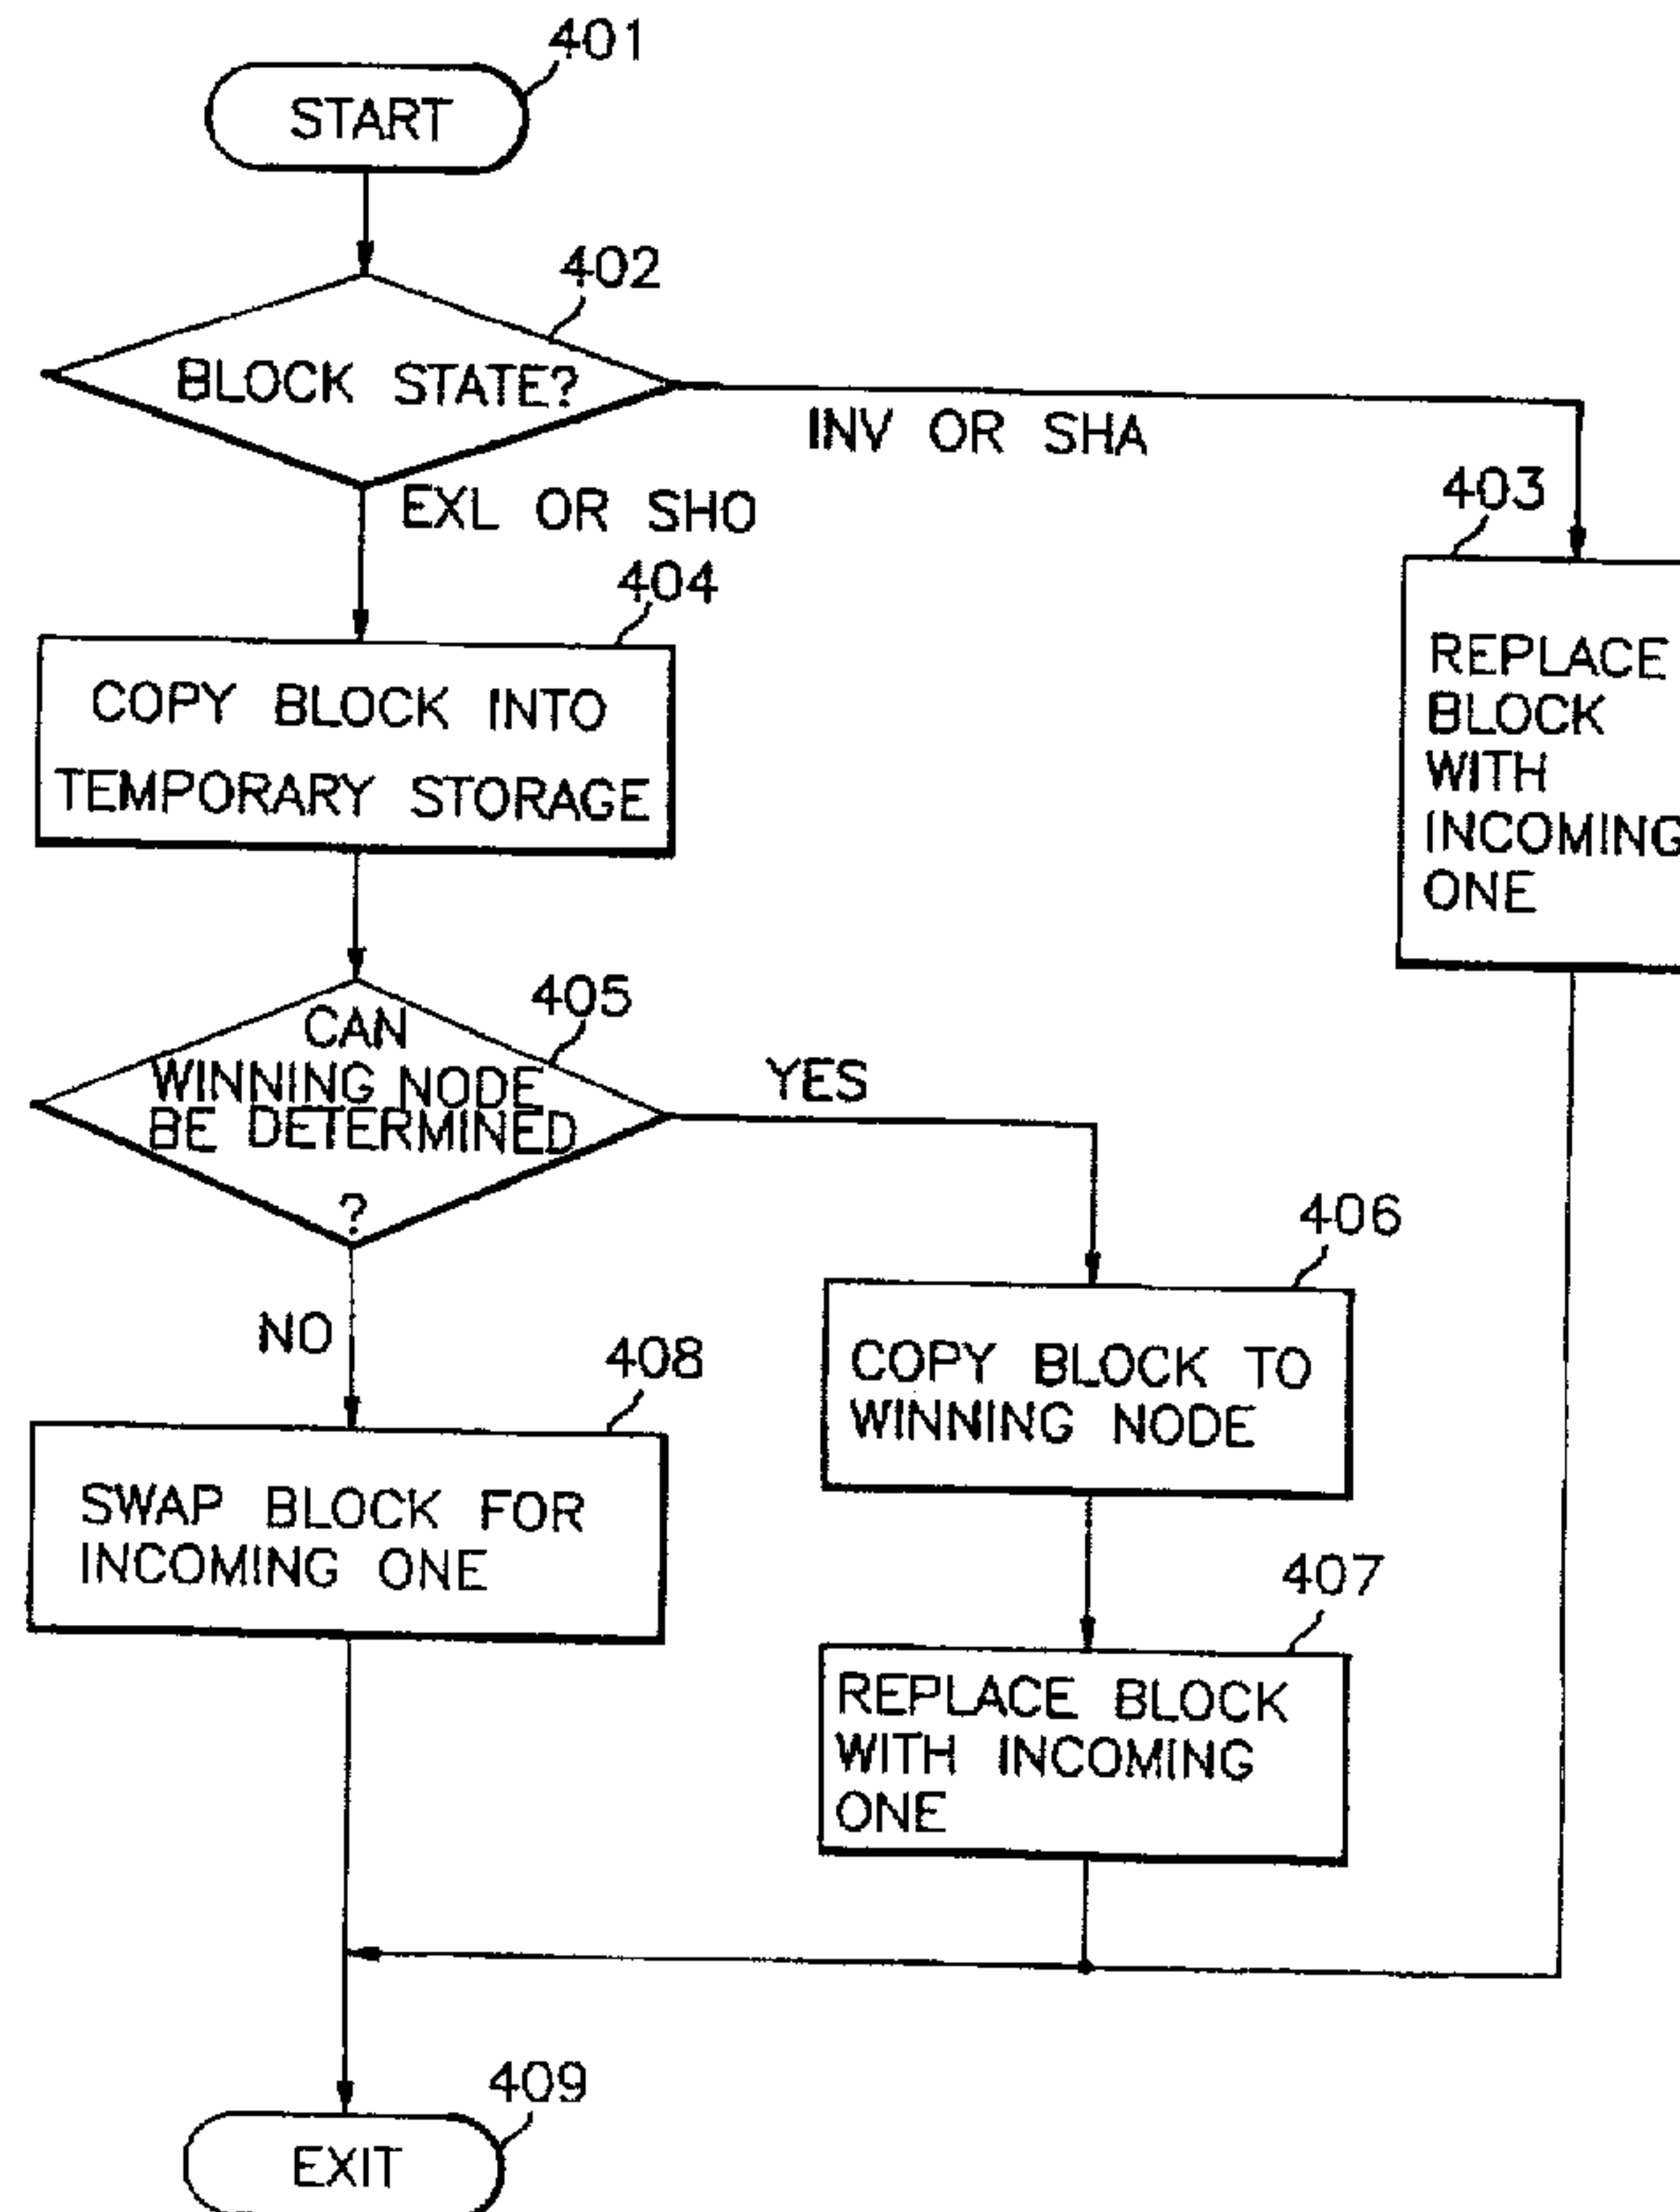 401
START
402
BLOCK STATE?
INV OR SHA
EXL OR SHO
403
REPLACE
BLOCK
WITH
INCOMING
ONE
404
COPY BLOCK INTO
TEMPORARY STORAGE
405
CAN
WINNING NODE
BE DETERMINED
?
YES
NO
406
COPY BLOCK TO
WINNING NODE
408
SWAP BLOCK FOR
INCOMING ONE
407
REPLACE BLOCK
WITH INCOMING
ONE
409
EXIT